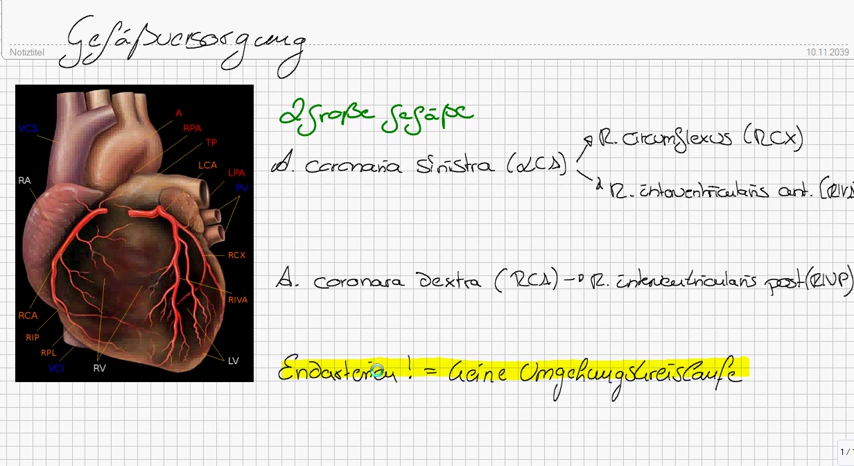 Gefäßversorgung
Notiztitel
10.11.2039
2 große Gefäße
A. coronaria sinistra (LCA)
R. circumflexus (RCX)
R. interventricularis ant. (RIVA
A. coronara dextra (RCA) → R. interventricularis post (RIVP)
Endarterien! = keine Umgehungskreisläufe
A
RPA
TP
VCS
LCA
LPA
RA
PV
RCX
RIVA
RCA
RIP
RPL
VCI
RV
LV
1 / 1